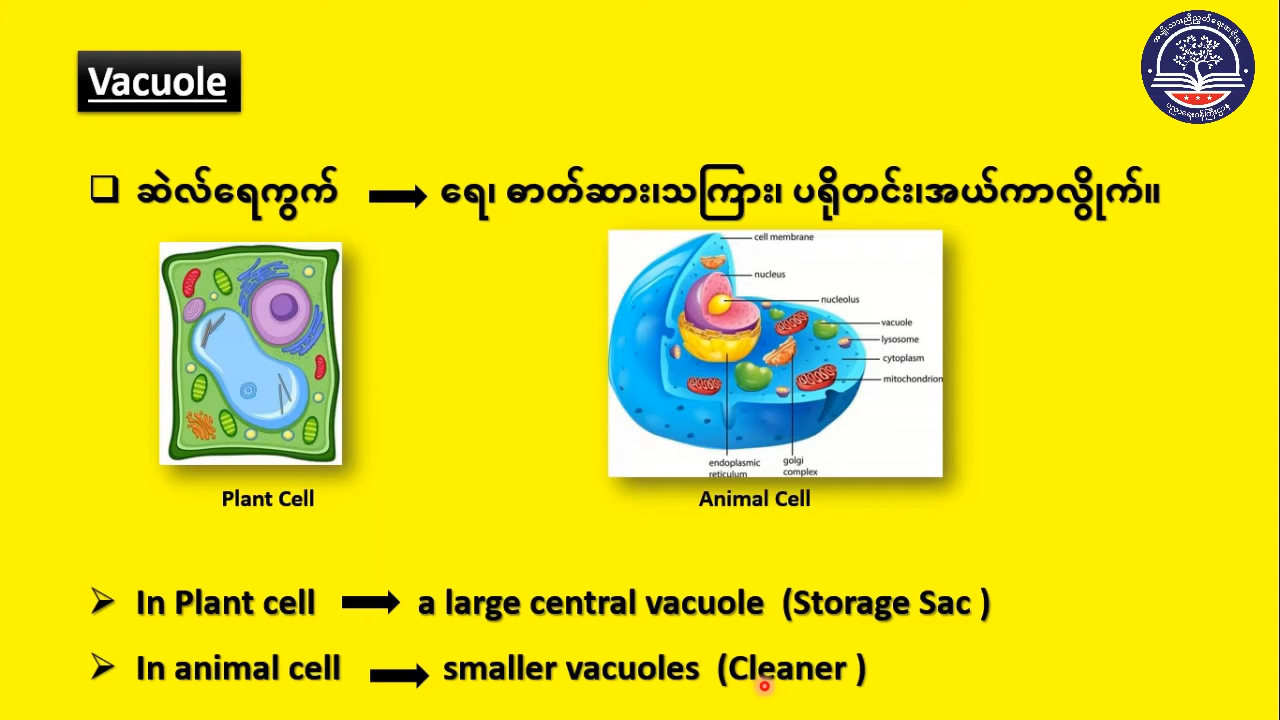 Vacuole
ဆဲလ်ရေကွက် ရေ၊ ဓာတ်ဆား၊သကြား၊ ပရိုတင်း၊အယ်ကာလွိုက်။
cell membrane
nucleus
nucleolus
vacuole
lysosome
cytoplasm
mitochondrion
endoplasmic
reticulum
golgi
complex
Plant Cell
Animal Cell
In Plant cell a large central vacuole (Storage Sac )
In animal cell smaller vacuoles (Cleaner )